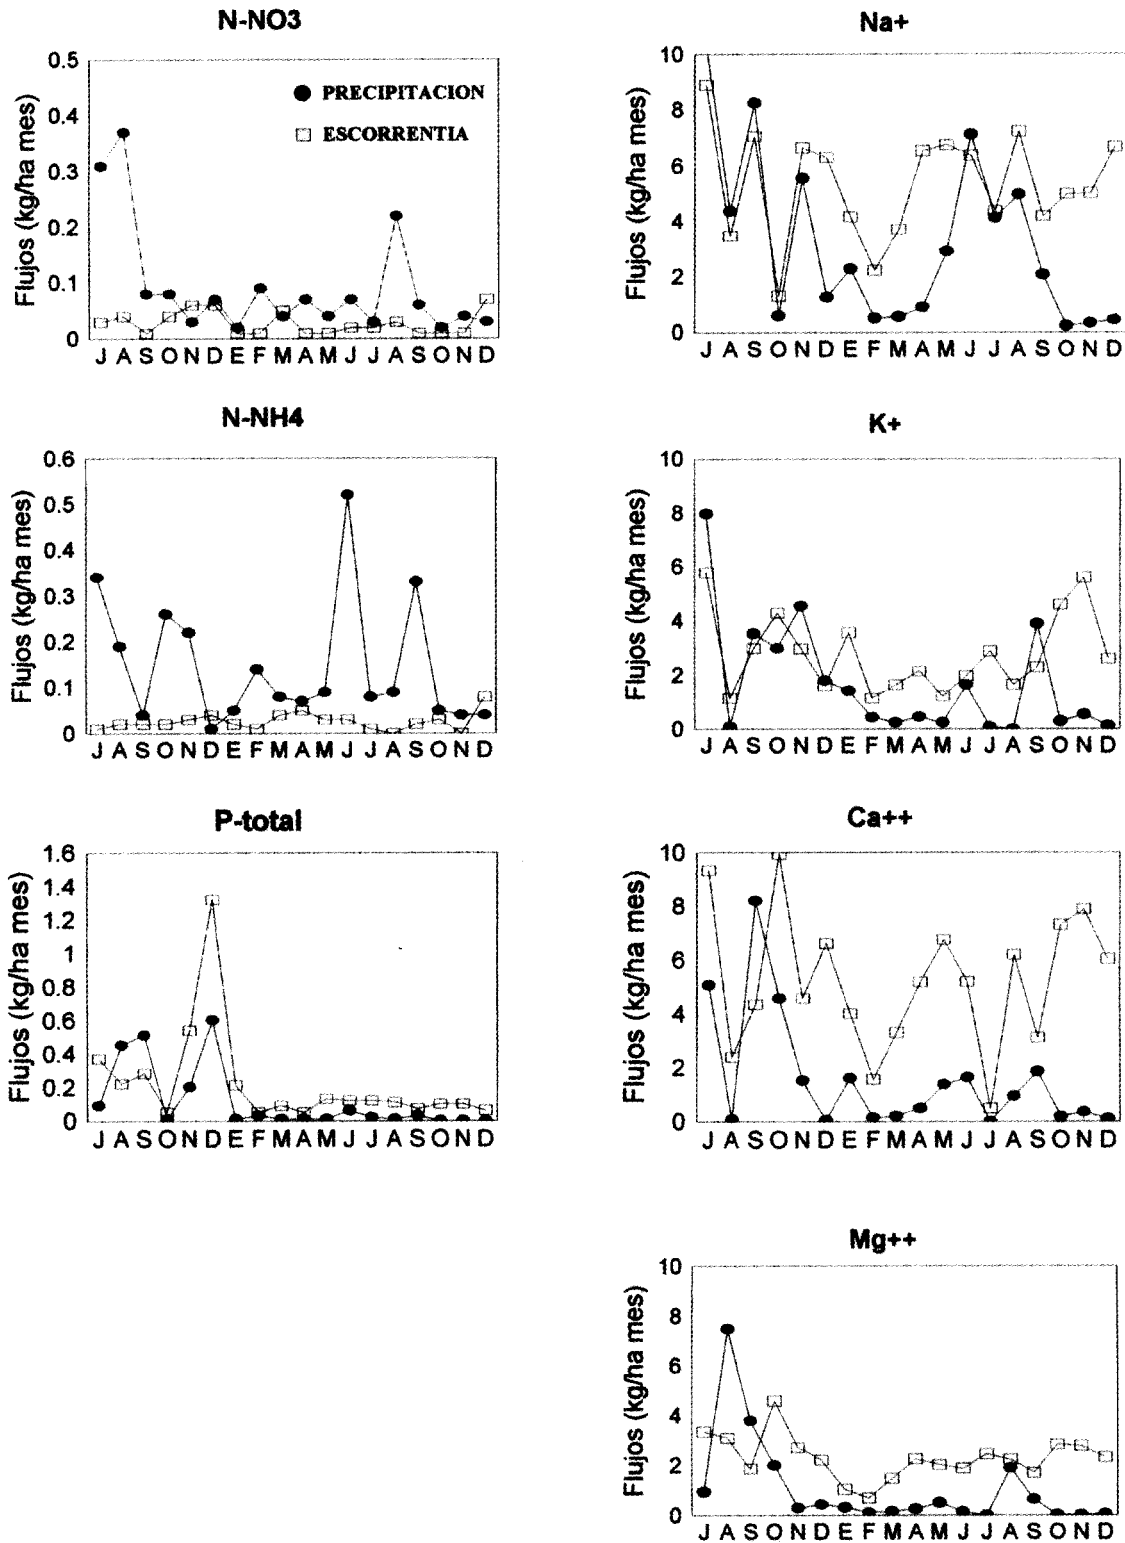 N-NO3
Flujos (kg/ha mes)
0.5
0.4
0.3
0.2
0.1
0
PRECIPITACION
ESCORRENTIA
J A S O N D E F M A M J J A S O N D
Na+
Flujos (kg/ha mes)
10
8
6
4
2
0
J A S O N D E F M A M J J A S O N D
N-NH4
Flujos (kg/ha mes)
0.6
0.5
0.4
0.3
0.2
0.1
0
J A S O N D E F M A M J J A S O N D
K+
Flujos (kg/ha mes)
10
8
6
4
2
0
J A S O N D E F M A M J J A S O N D
P-total
Flujos (kg/ha mes)
1.6
1.4
1.2
1
0.8
0.6
0.4
0.2
0
J A S O N D E F M A M J J A S O N D
Ca++
Flujos (kg/ha mes)
10
8
6
4
2
0
J A S O N D E F M A M J J A S O N D
Mg++
Flujos (kg/ha mes)
10
8
6
4
2
0
J A S O N D E F M A M J J A S O N D